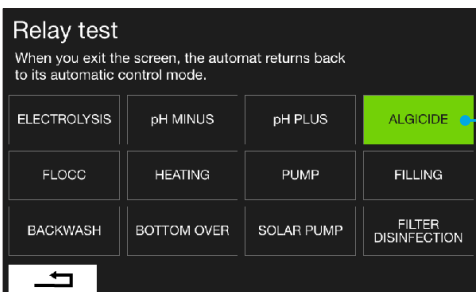 Relay test
When you exit the screen, the automat returns back
to its automatic control mode.
ELECTROLYSIS pH MINUS pH PLUS ALGICIDE
FLOCC HEATING PUMP FILLING
BACKWASH BOTTOM OVER SOLAR PUMP FILTER
DISINFECTION